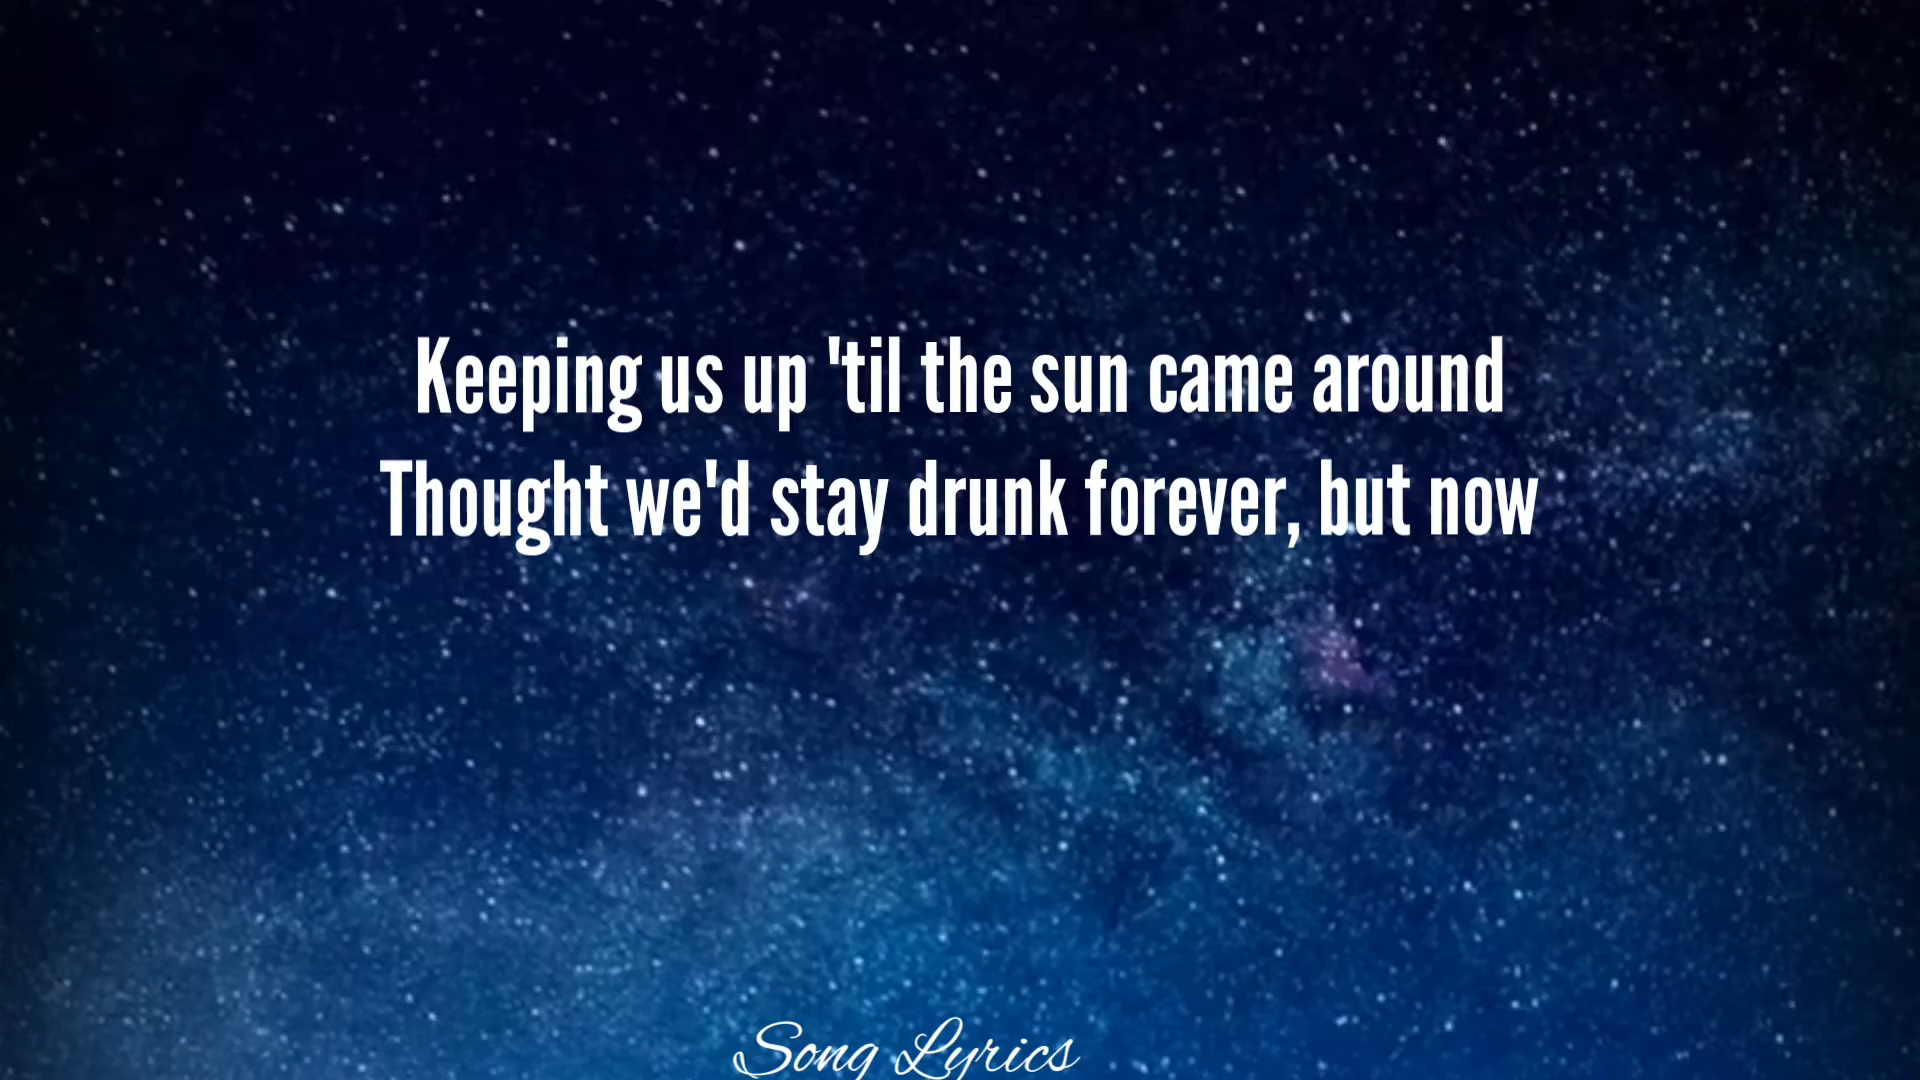 Keeping us up 'til the sun came around
Thought we'd stay drunk forever, but now
Song Lyrics